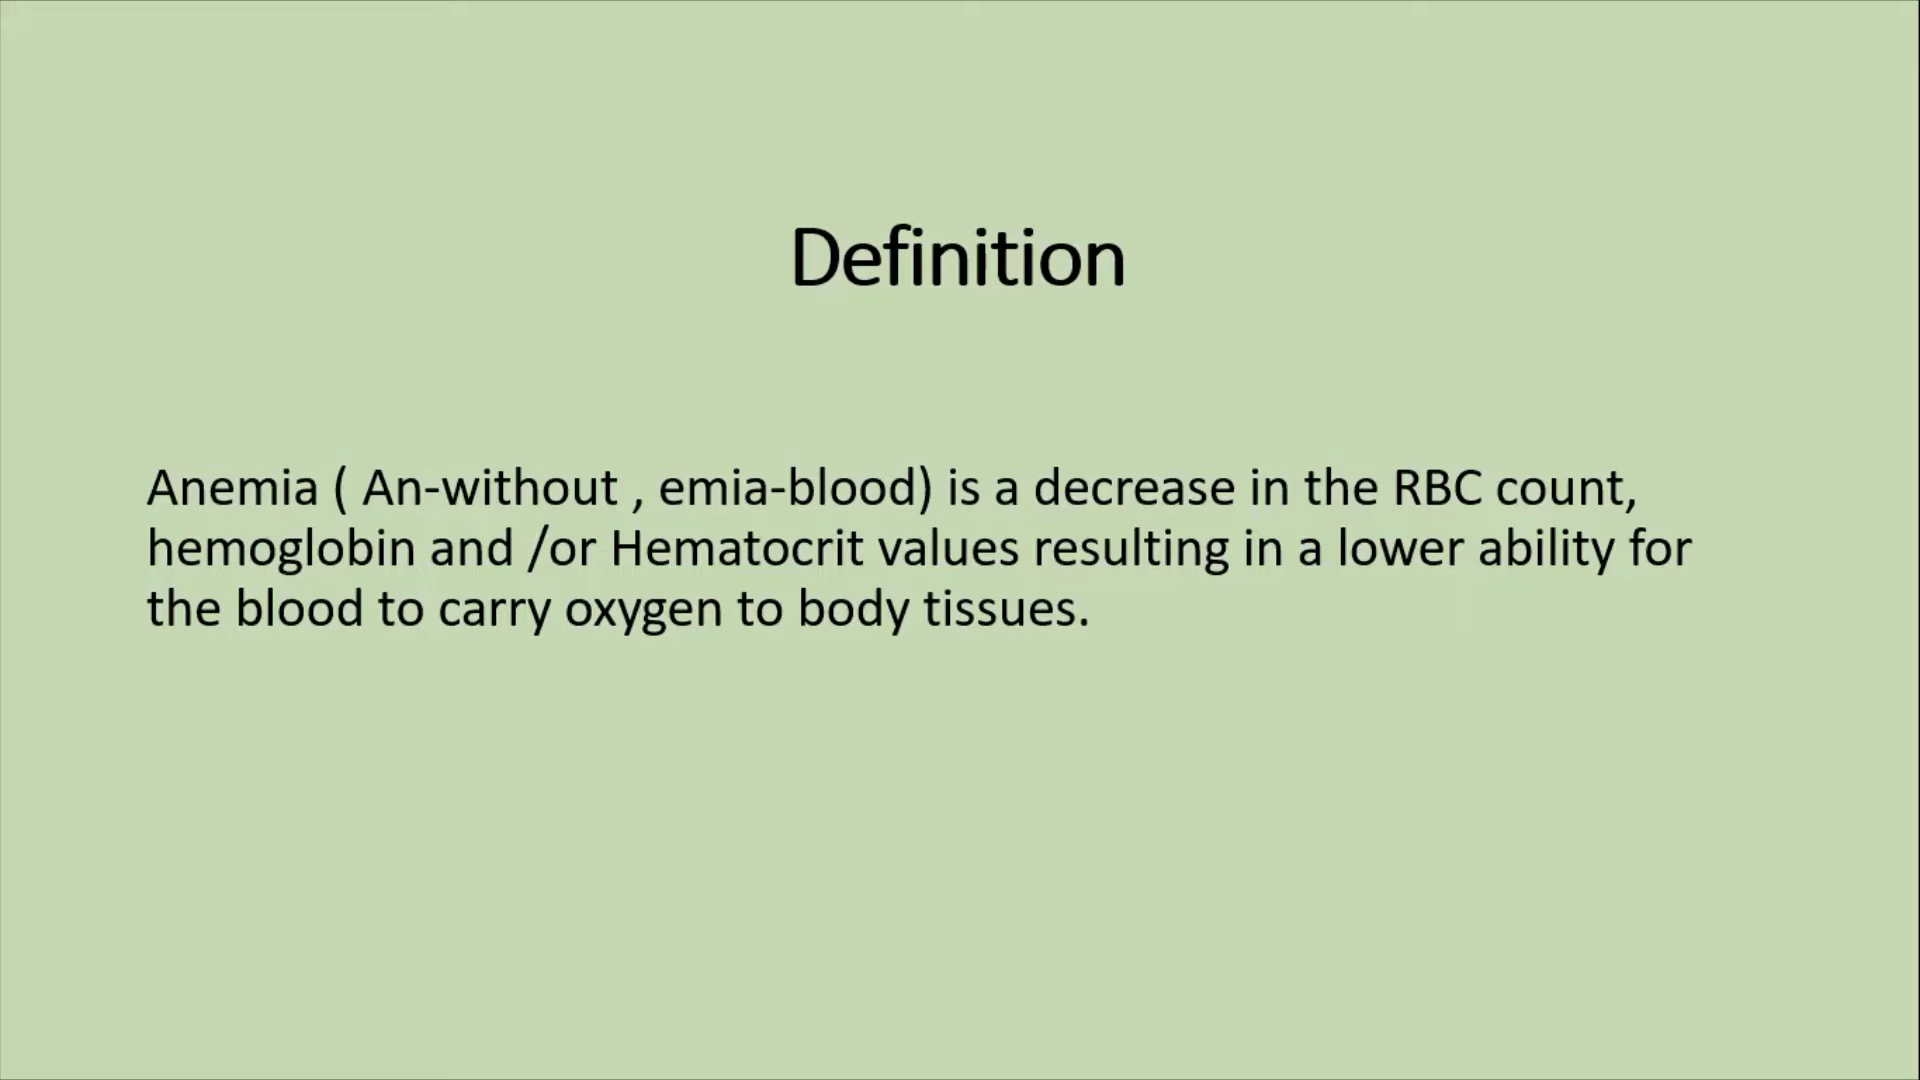 Definition
Anemia ( An-without , emia-blood) is a decrease in the RBC count,
hemoglobin and /or Hematocrit values resulting in a lower ability for
the blood to carry oxygen to body tissues.